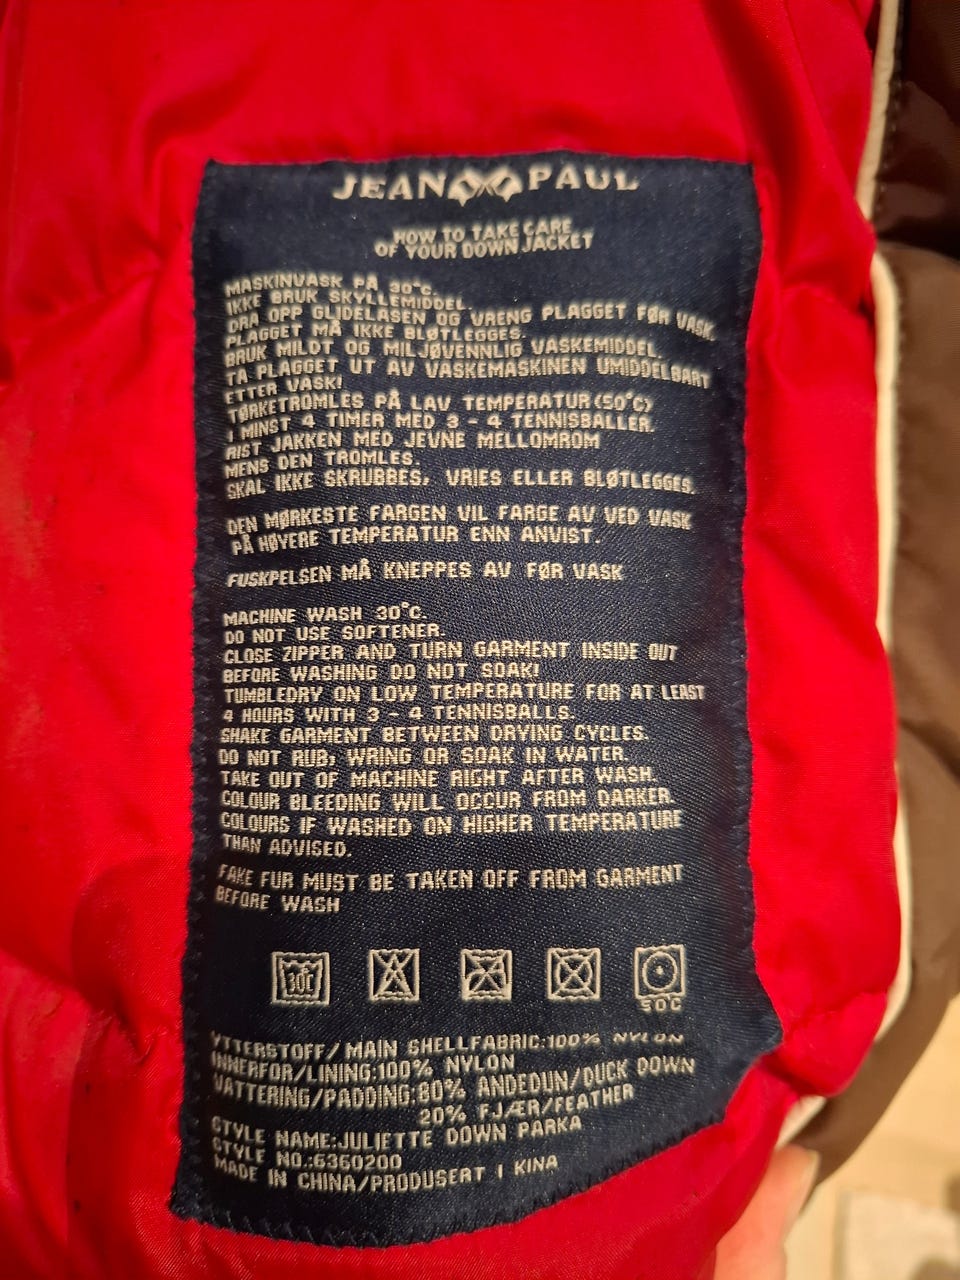 JEAN PAUL
HOW TO TAKE CARE
OF YOUR DOWN JACKET
MASKINVASK PÅ 30°C.
IKKE BRUK SKYLLEMIDDEL.
DRA OPP GLIDELÅSEN OG VRENG PLAGGET FØR VASK.
PLAGGET MÅ IKKE BLØTLEGGES.
BRUK MILDT OG MILJØVENNLIG VASKEMIDDEL.
TA PLAGGET UT AV VASKEMASKINEN UMIDDELBART
ETTER VASK!
TØRKETROMLES PÅ LAV TEMPERATUR(50°C)
I MINST 4 TIMER MED 3 - 4 TENNISBALLER.
RIST JAKKEN MED JEVNE MELLOMROM
MENS DEN TROMLES.
SKAL IKKE SKRUBBES, VRIES ELLER BLØTLEGGES.
DEN MØRKESTE FARGEN VIL FARGE AV VED VASK
PÅ HØYERE TEMPERATUR ENN ANVIST.
FUSKPELSEN MÅ KNEPPES AV FØR VASK
MACHINE WASH 30°C.
DO NOT USE SOFTENER.
CLOSE ZIPPER AND TURN GARMENT INSIDE OUT
BEFORE WASHING DO NOT SOAK!
TUMBLEDRY ON LOW TEMPERATURE FOR AT LEAST
4 HOURS WITH 3 - 4 TENNISBALLS.
SHAKE GARMENT BETWEEN DRYING CYCLES.
DO NOT RUB, WRING OR SOAK IN WATER.
TAKE OUT OF MACHINE RIGHT AFTER WASH.
COLOUR BLEEDING WILL OCCUR FROM DARKER
COLOURS IF WASHED ON HIGHER TEMPERATURE
THAN ADVISED.
FAKE FUR MUST BE TAKEN OFF FROM GARMENT
BEFORE WASH
30C
50C
YTTERSTOFF/MAIN SHELLFABRIC:100% NYLON
INNERFOR/LINING:100% NYLON
VATTERING/PADDING:80% ANDEDUN/DUCK DOWN
20% FJÆR/FEATHER
STYLE NAME:JULIETTE DOWN PARKA
STYLE NO.:6360200
MADE IN CHINA/PRODUSERT I KINA